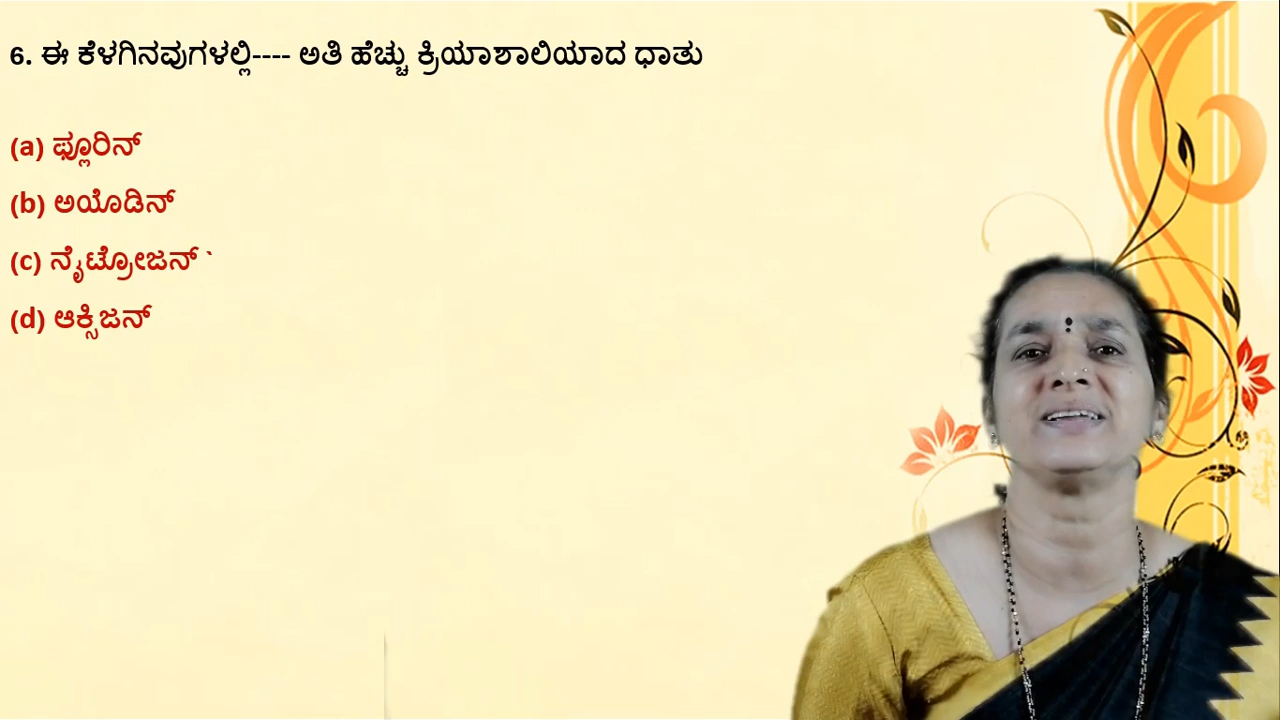 6. ಈ ಕೆಳಗಿನವುಗಳಲ್ಲಿ---- ಅತಿ ಹೆಚ್ಚು ಕ್ರಿಯಾಶಾಲಿಯಾದ ಧಾತು
(a) ಫ್ಲೂರಿನ್
(b) ಅಯೊಡಿನ್
(c) ನೈಟ್ರೋಜನ್ `
(d) ಆಕ್ಸಿಜನ್